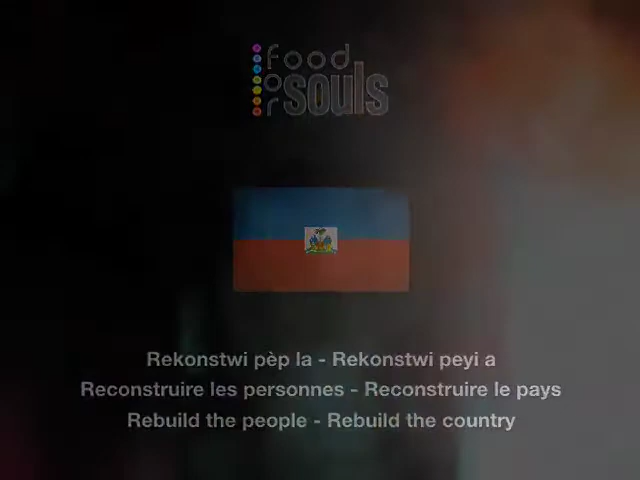 food
or souls
Rekonstwi pèp la - Rekonstwi peyi a
Reconstruire les personnes - Reconstruire le pays
Rebuild the people - Rebuild the country